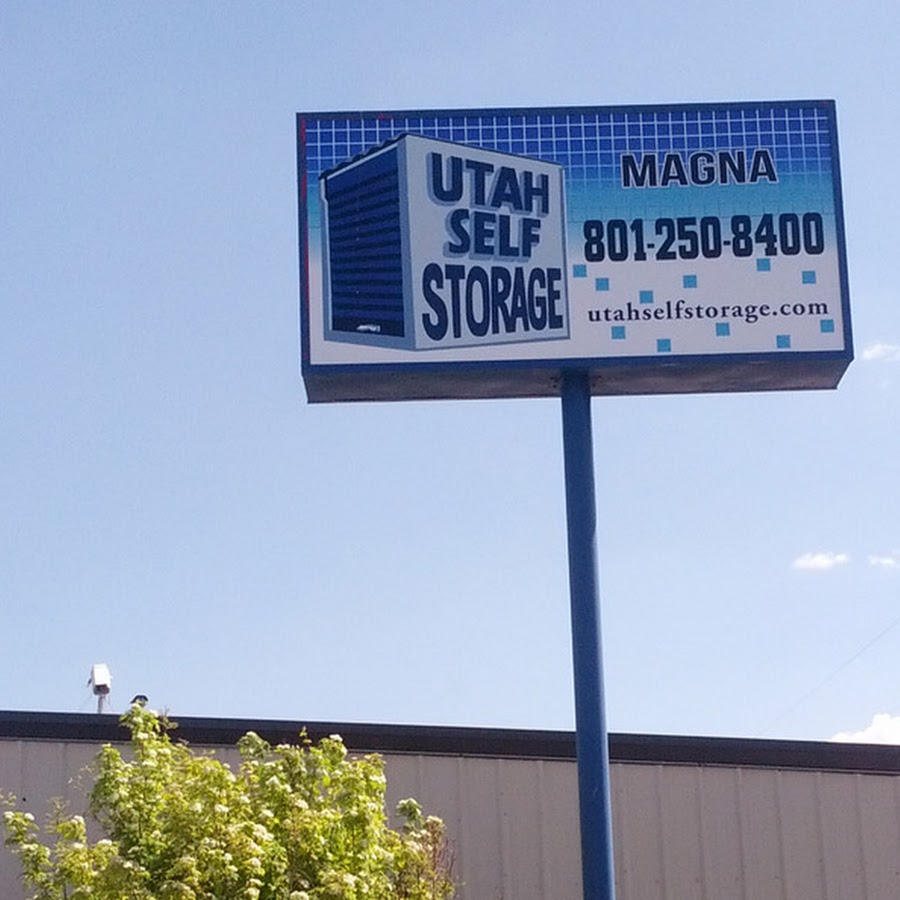 UTAH
SELF
STORAGE
MAGNA
801-250-8400
utahselfstorage.com